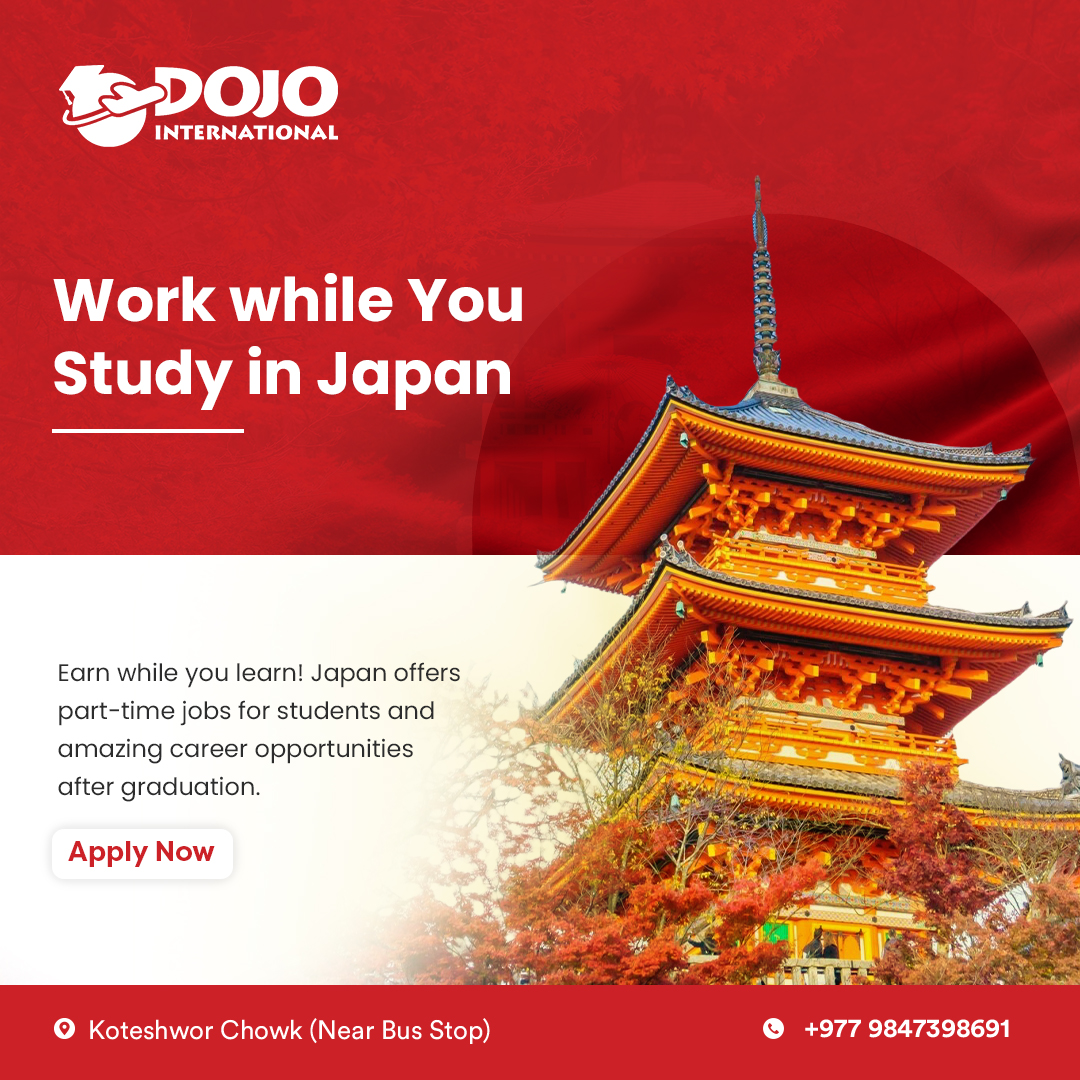 DOJO
INTERNATIONAL
Work while You
Study in Japan
Earn while you learn! Japan offers
part-time jobs for students and
amazing career opportunities
after graduation.
Apply Now
Koteshwor Chowk (Near Bus Stop)
+977 9847398691